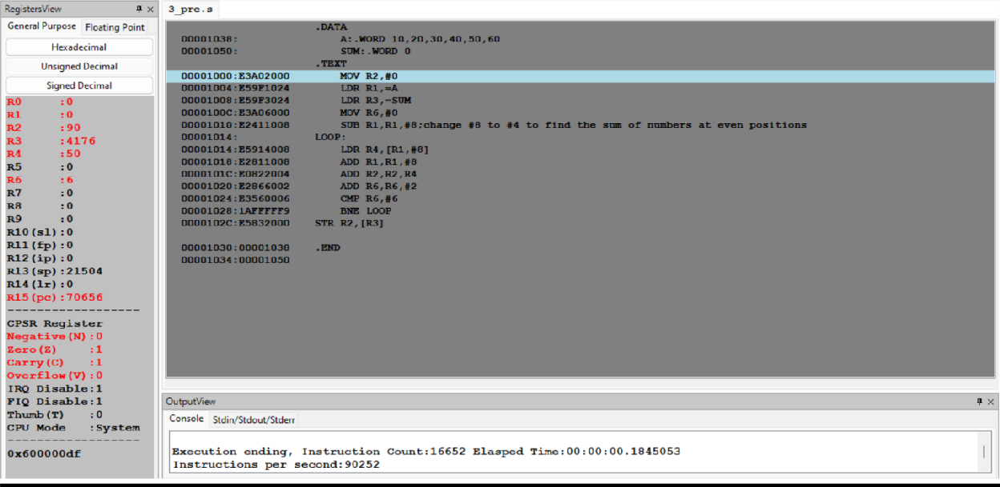 RegistersView
General Purpose Floating Point
Hexadecimal
Unsigned Decimal
Signed Decimal
R0 :0
R1 :0
R2 :90
R3 :4176
R4 :50
R5 :0
R6 :6
R7 :0
R8 :0
R9 :0
R10(sl):0
R11(fp):0
R12(ip):0
R13(sp):21504
R14(lr):0
R15(pc):70656
-------------------
CPSR Register
Negative(N):0
Zero(Z) :1
Carry(C) :1
Overflow(V):0
IRQ Disable:1
FIQ Disable:1
Thumb(T) :0
CPU Mode :System
-------------------
0x600000df
3_pre.s
.DATA
00001038: A:.WORD 10,20,30,40,50,60
00001050: SUM:.WORD 0
.TEXT
00001000:E3A02000 MOV R2,#0
00001004:E59F1024 LDR R1,=A
00001008:E59F3024 LDR R3,=SUM
0000100C:E3A06000 MOV R6,#0
00001010:E2411008 SUB R1,R1,#8;change #8 to #4 to find the sum of numbers at even positions
00001014: LOOP:
00001014:E5914008 LDR R4,[R1,#8]
00001018:E2811008 ADD R1,R1,#8
0000101C:E0822004 ADD R2,R2,R4
00001020:E2866002 ADD R6,R6,#2
00001024:E3560006 CMP R6,#6
00001028:1AFFFFF9 BNE LOOP
0000102C:E5832000 STR R2,[R3]
00001030:00001038 .END
00001034:00001050
OutputView
Console Stdin/Stdout/Stderr
Execution ending, Instruction Count:16652 Elasped Time:00:00:00.1845053
Instructions per second:90252